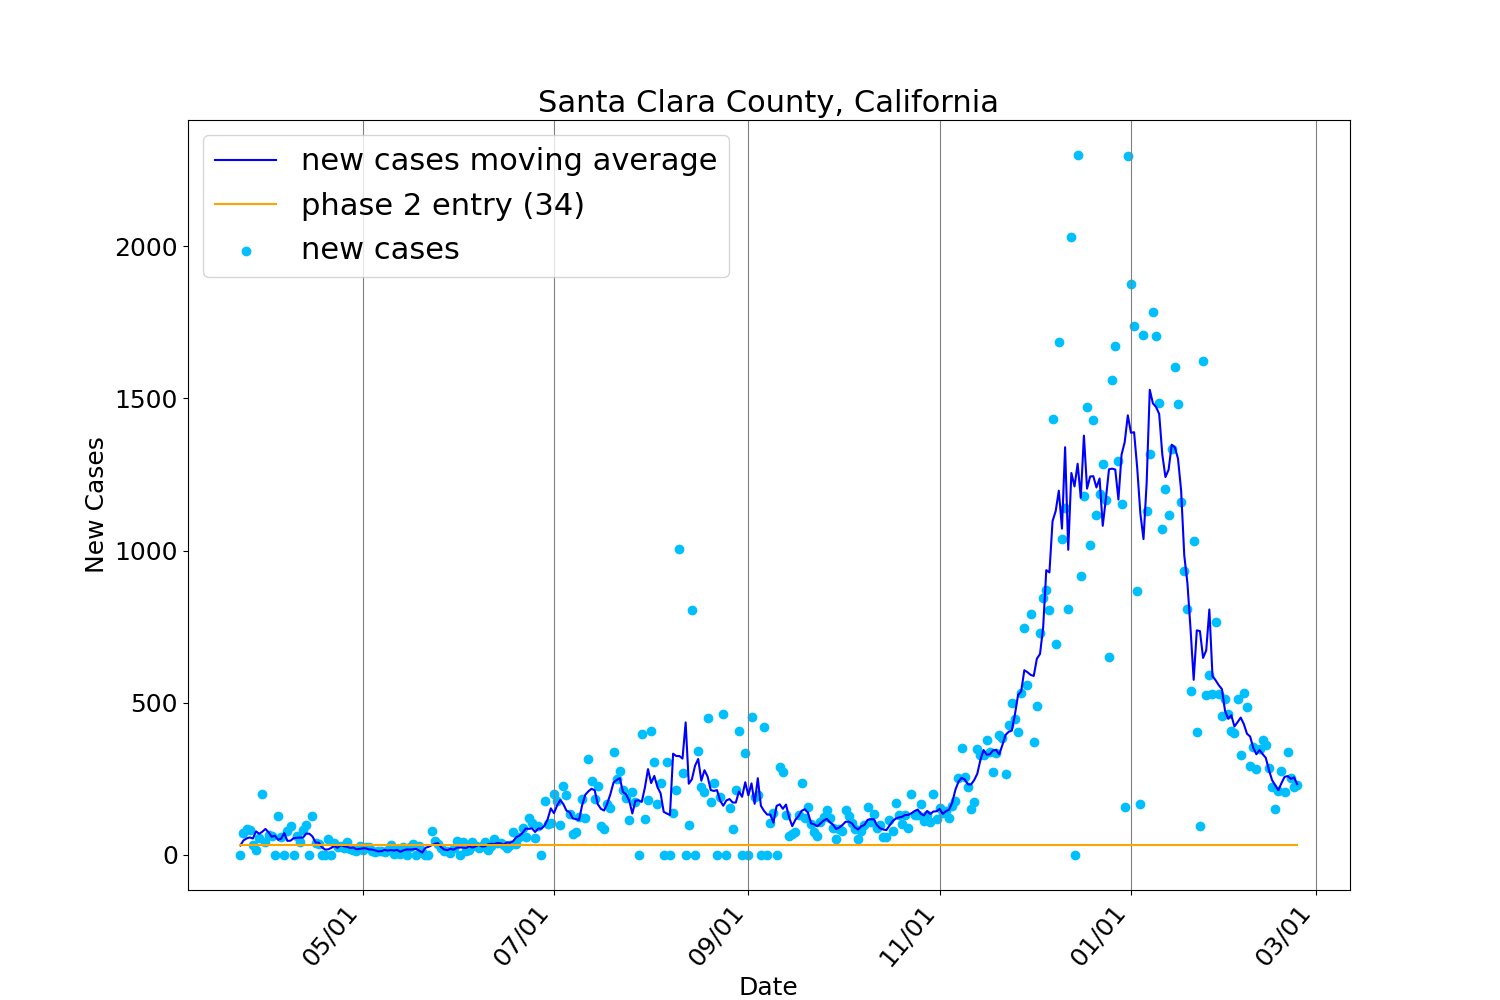 Santa Clara County, California
new cases moving average
phase 2 entry (34)
new cases
New Cases
2000
1500
1000
500
0
05/01
07/01
09/01
11/01
01/01
03/01
Date